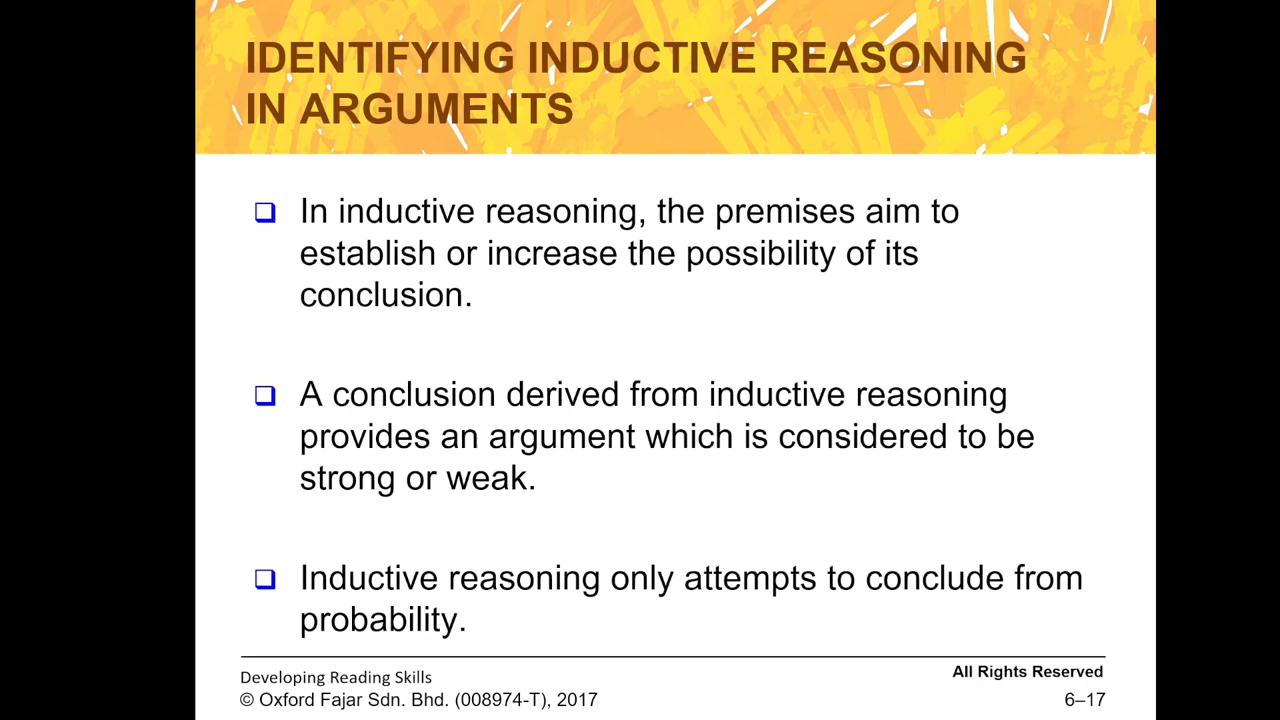 IDENTIFYING INDUCTIVE REASONING
IN ARGUMENTS
In inductive reasoning, the premises aim to
establish or increase the possibility of its
conclusion.
A conclusion derived from inductive reasoning
provides an argument which is considered to be
strong or weak.
Inductive reasoning only attempts to conclude from
probability.
Developing Reading Skills
All Rights Reserved
© Oxford Fajar Sdn. Bhd. (008974-T), 2017
6–17